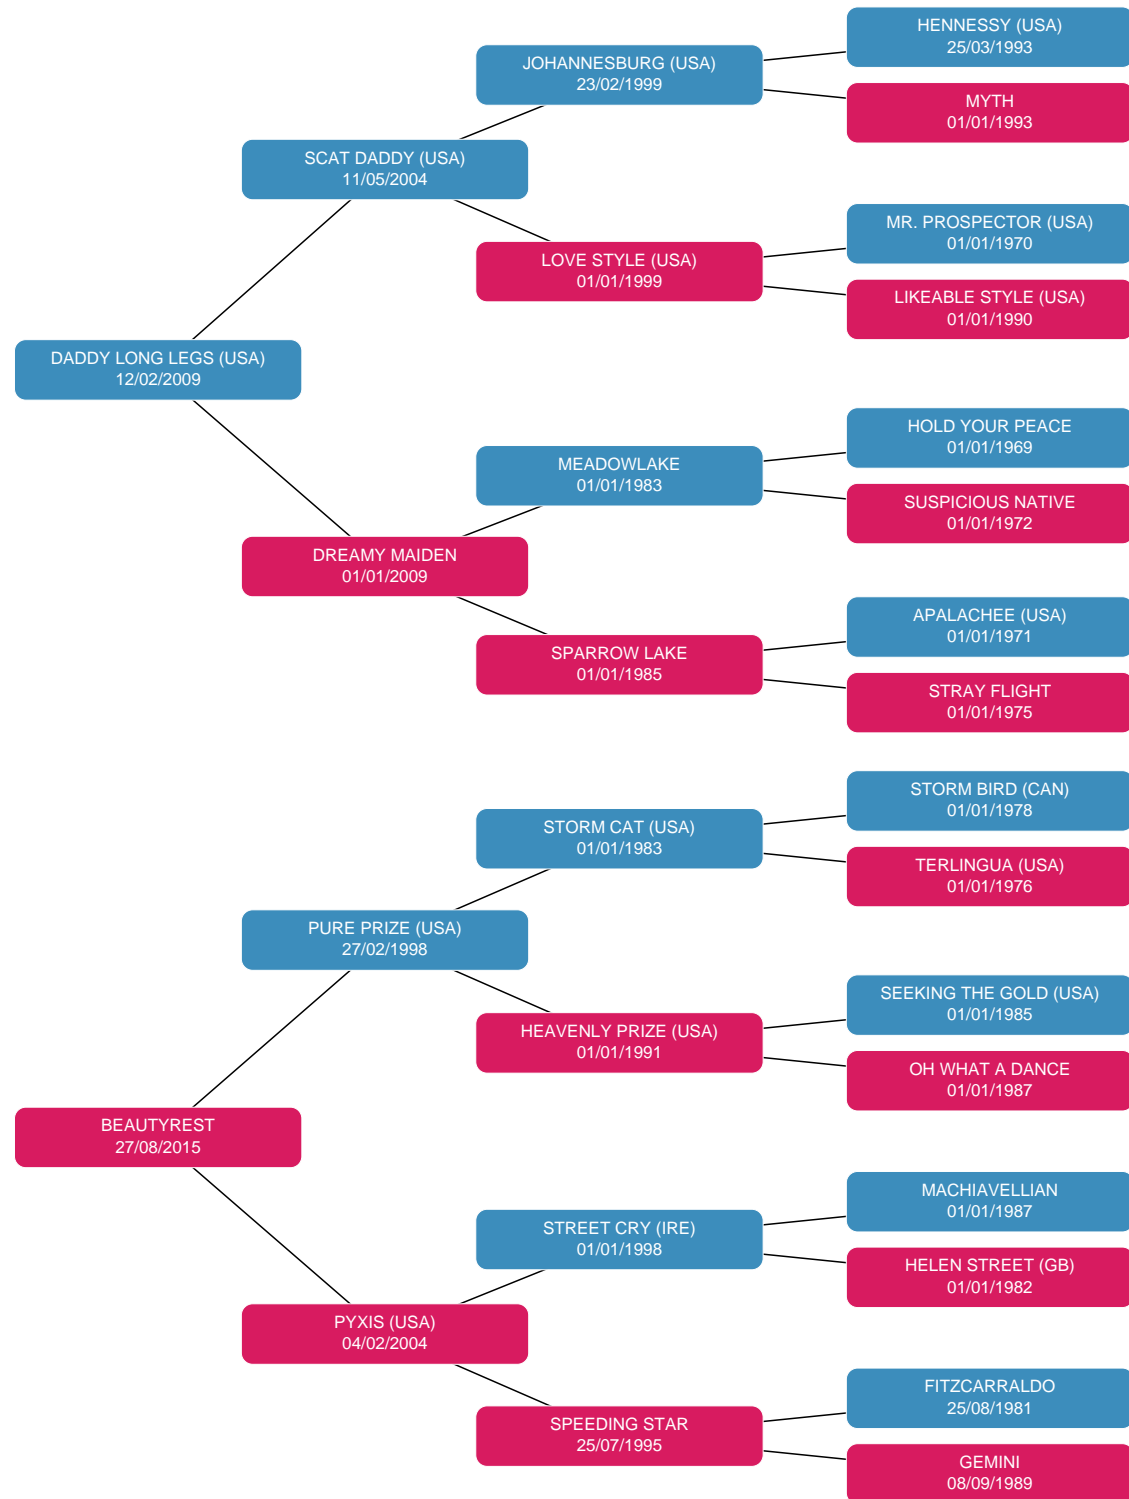 HENNESSY (USA)
25/03/1993
JOHANNESBURG (USA)
23/02/1999
MYTH
01/01/1993
SCAT DADDY (USA)
11/05/2004
MR. PROSPECTOR (USA)
01/01/1970
LOVE STYLE (USA)
01/01/1999
LIKEABLE STYLE (USA)
01/01/1990
DADDY LONG LEGS (USA)
12/02/2009
HOLD YOUR PEACE
01/01/1969
MEADOWLAKE
01/01/1983
SUSPICIOUS NATIVE
01/01/1972
DREAMY MAIDEN
01/01/2009
APALACHEE (USA)
01/01/1971
SPARROW LAKE
01/01/1985
STRAY FLIGHT
01/01/1975
STORM BIRD (CAN)
01/01/1978
STORM CAT (USA)
01/01/1983
TERLINGUA (USA)
01/01/1976
PURE PRIZE (USA)
27/02/1998
SEEKING THE GOLD (USA)
01/01/1985
HEAVENLY PRIZE (USA)
01/01/1991
OH WHAT A DANCE
01/01/1987
BEAUTYREST
27/08/2015
MACHIAVELLIAN
01/01/1987
STREET CRY (IRE)
01/01/1998
HELEN STREET (GB)
01/01/1982
PYXIS (USA)
04/02/2004
FITZCARRALDO
25/08/1981
SPEEDING STAR
25/07/1995
GEMINI
08/09/1989